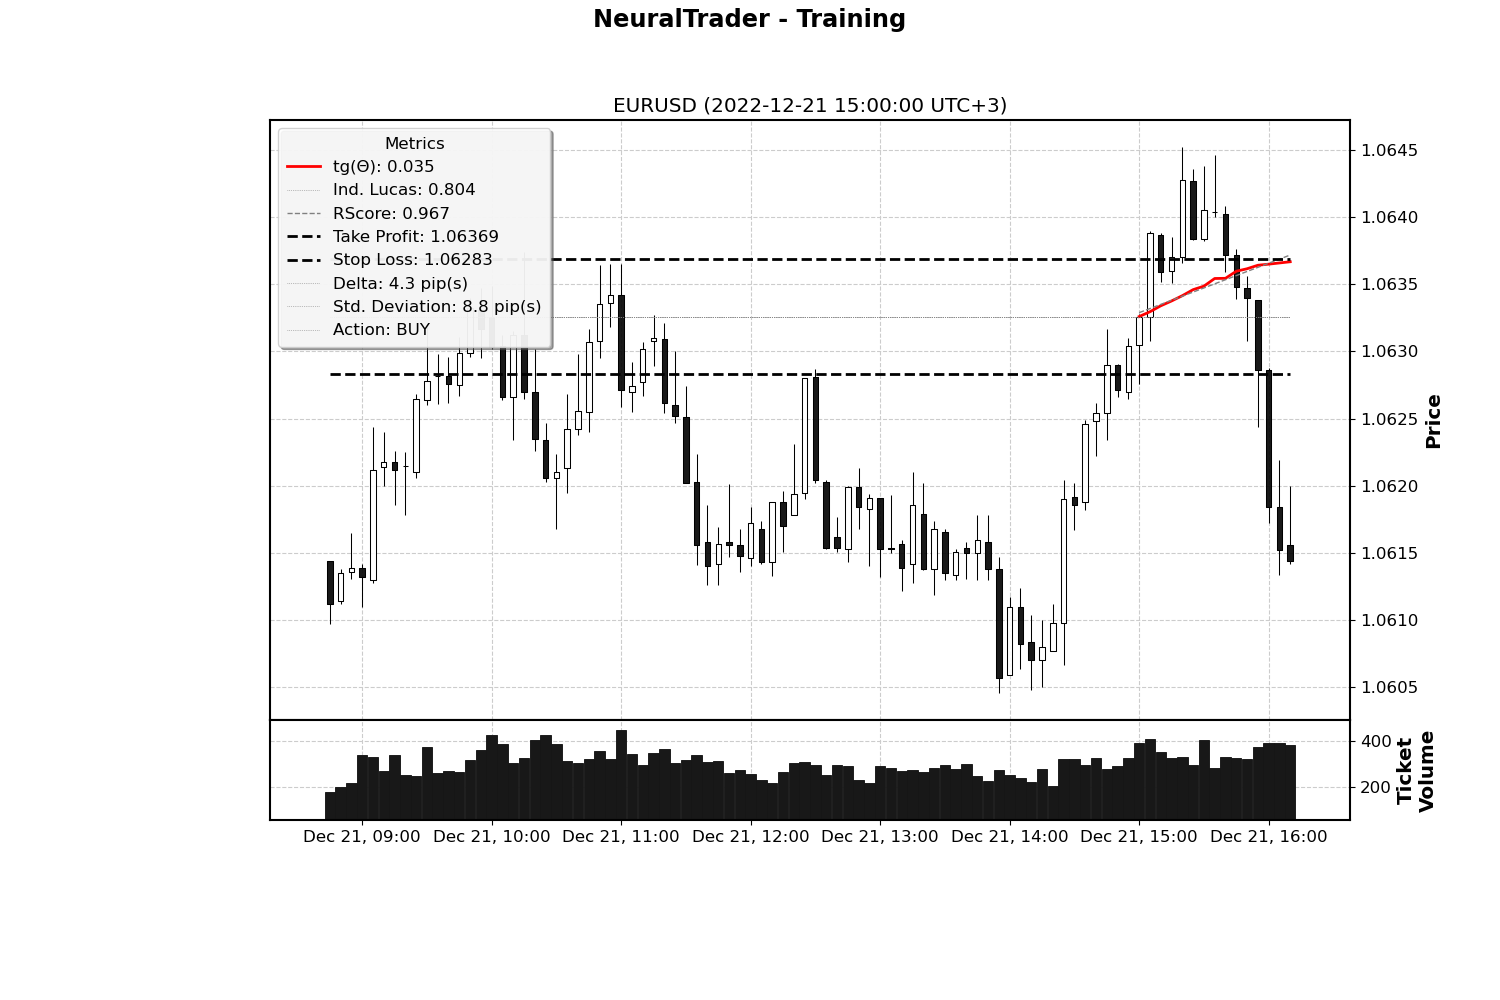 NeuralTrader - Training
EURUSD (2022-12-21 15:00:00 UTC+3)
Metrics
tg(Θ): 0.035
Ind. Lucas: 0.804
RScore: 0.967
Take Profit: 1.06369
Stop Loss: 1.06283
Delta: 4.3 pip(s)
Std. Deviation: 8.8 pip(s)
Action: BUY
1.0645
1.0640
1.0635
1.0630
1.0625
1.0620
1.0615
1.0610
1.0605
Price
400
200
Ticket
Volume
Dec 21, 09:00
Dec 21, 10:00
Dec 21, 11:00
Dec 21, 12:00
Dec 21, 13:00
Dec 21, 14:00
Dec 21, 15:00
Dec 21, 16:00